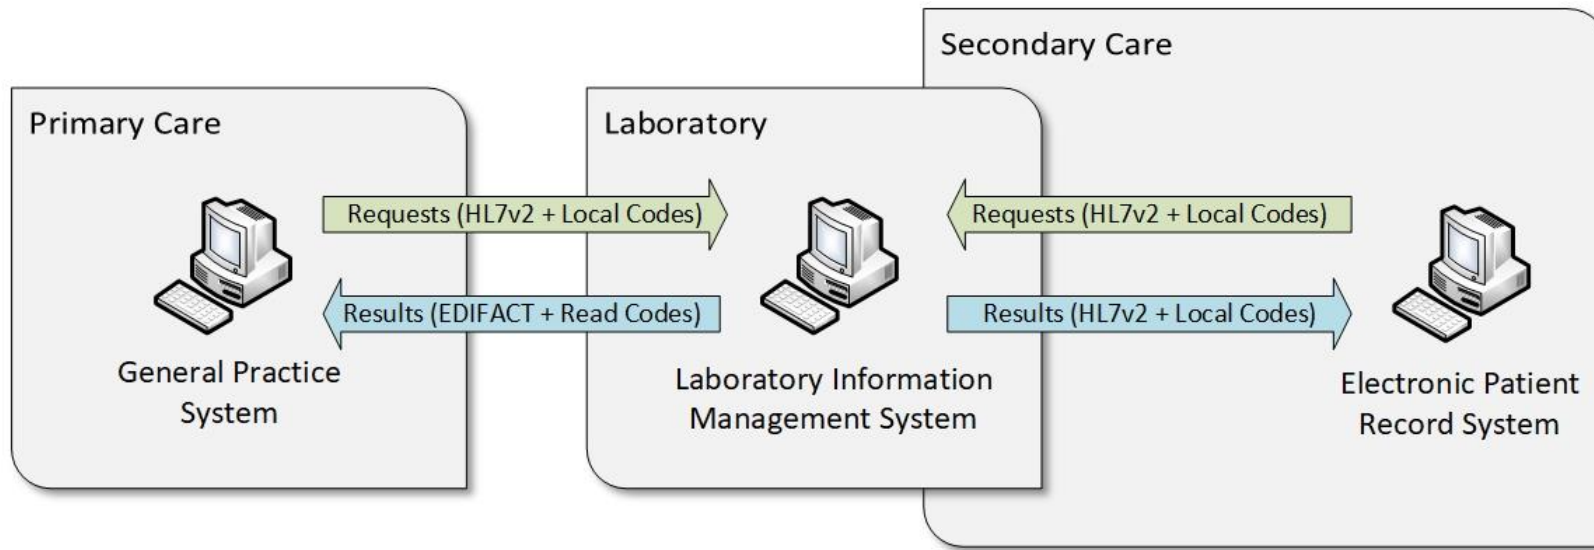 Secondary Care
Primary Care
Laboratory
Requests (HL7v2 + Local Codes)
Requests (HL7v2 + Local Codes)
Results (EDIFACT + Read Codes)
Results (HL7v2 + Local Codes)
General Practice
System
Laboratory Information
Management System
Electronic Patient
Record System